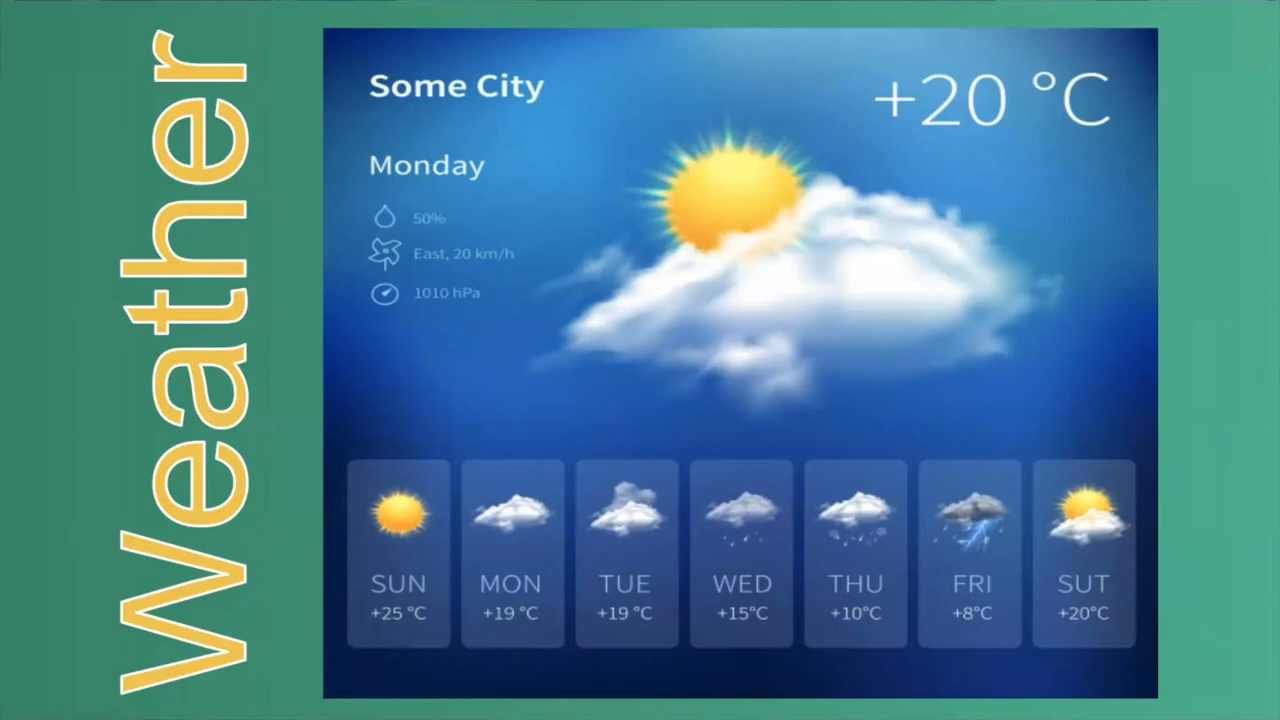 Weather
Some City
+20 °C
Monday
50%
East, 20 km/h
1010 hPa
SUN MON TUE WED THU FRI SUT
+25 °C +19 °C +19 °C +15°C +10°C +8°C +20°C